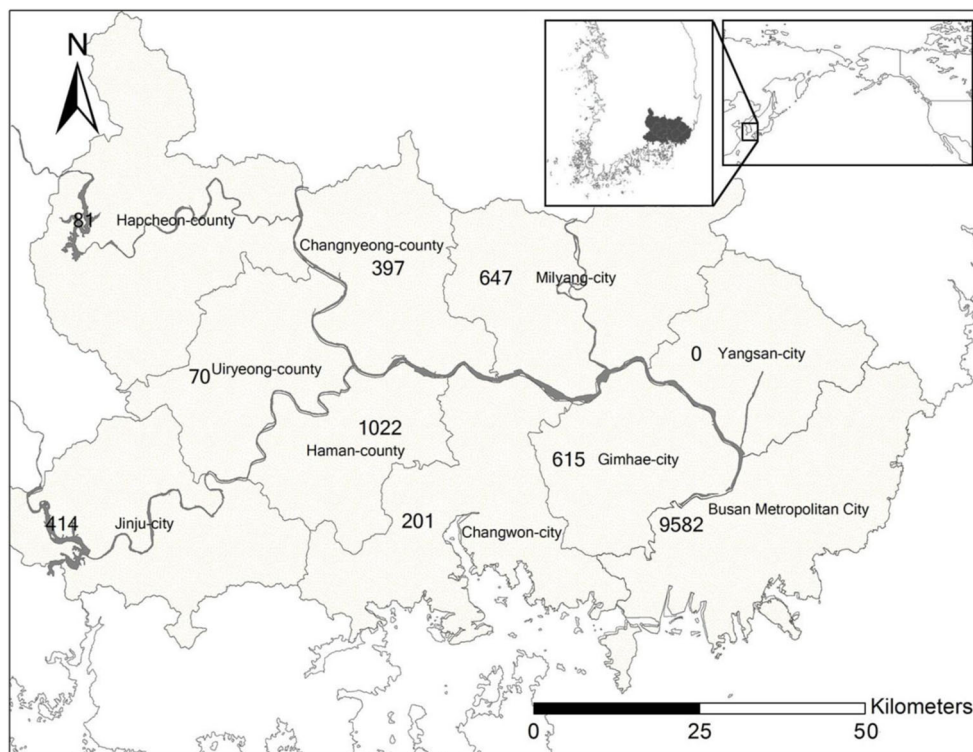 N
81 Hapcheon-county
Changnyeong-county
397
647 Milyang-city
0 Yangsan-city
70 Uiryeong-county
1022
Haman-county
615 Gimhae-city
414 Jinju-city
201
Changwon-city
Busan Metropolitan City
9582
Kilometers
0 25 50